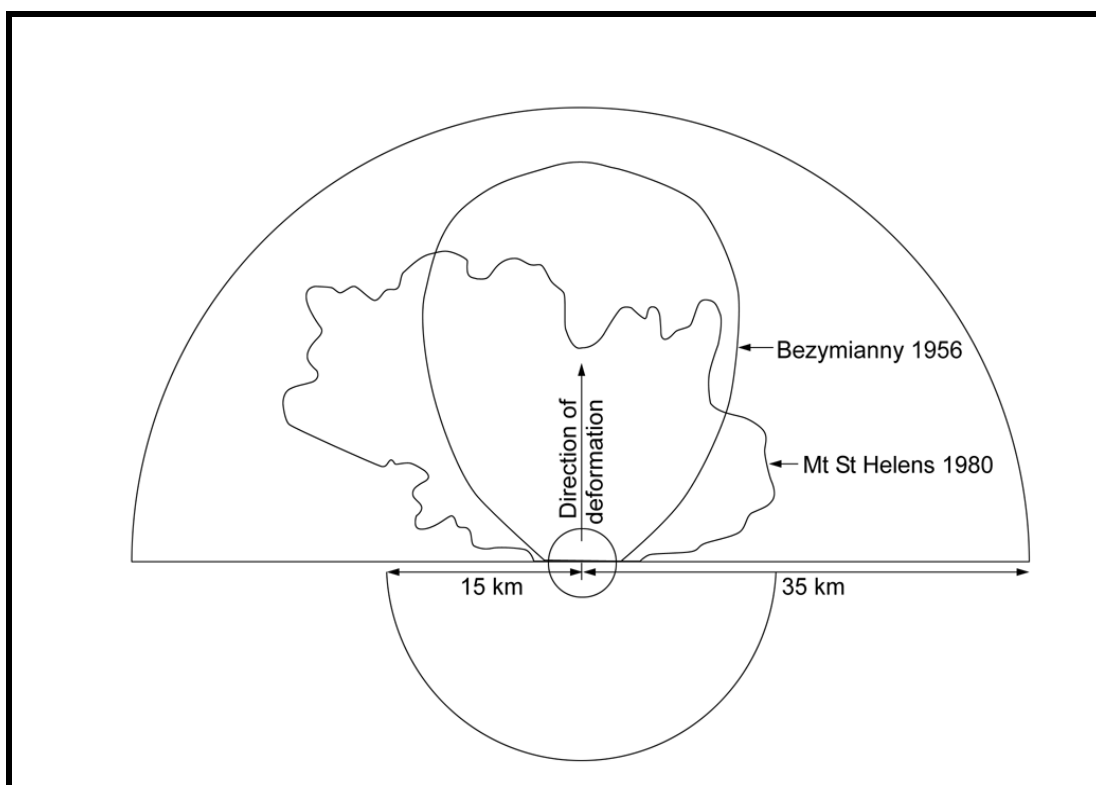 Bezymianny 1956
Mt St Helens 1980
Direction of
deformation
15 km
35 km